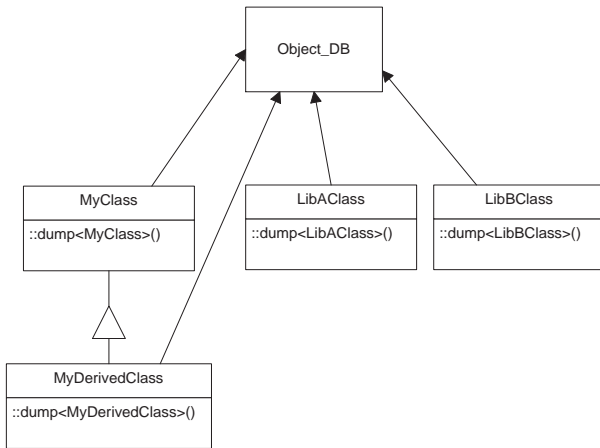 Object_DB
MyClass
::dump<MyClass>()
LibAClass
::dump<LibAClass>()
LibBClass
::dump<LibBClass>()
MyDerivedClass
::dump<MyDerivedClass>()